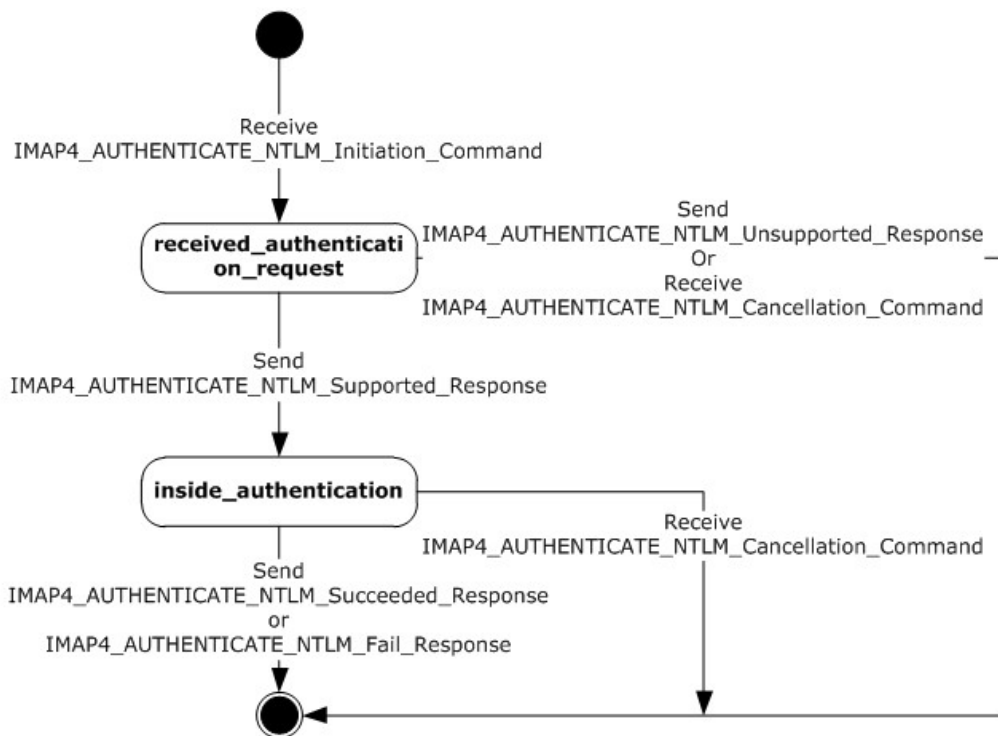 Receive
IMAP4_AUTHENTICATE_NTLM_Initiation_Command
received_authenticati
on_request
Send
IMAP4_AUTHENTICATE_NTLM_Unsupported_Response
Or
Receive
IMAP4_AUTHENTICATE_NTLM_Cancellation_Command
Send
IMAP4_AUTHENTICATE_NTLM_Supported_Response
inside_authentication
Receive
IMAP4_AUTHENTICATE_NTLM_Cancellation_Command
Send
IMAP4_AUTHENTICATE_NTLM_Succeeded_Response
or
IMAP4_AUTHENTICATE_NTLM_Fail_Response